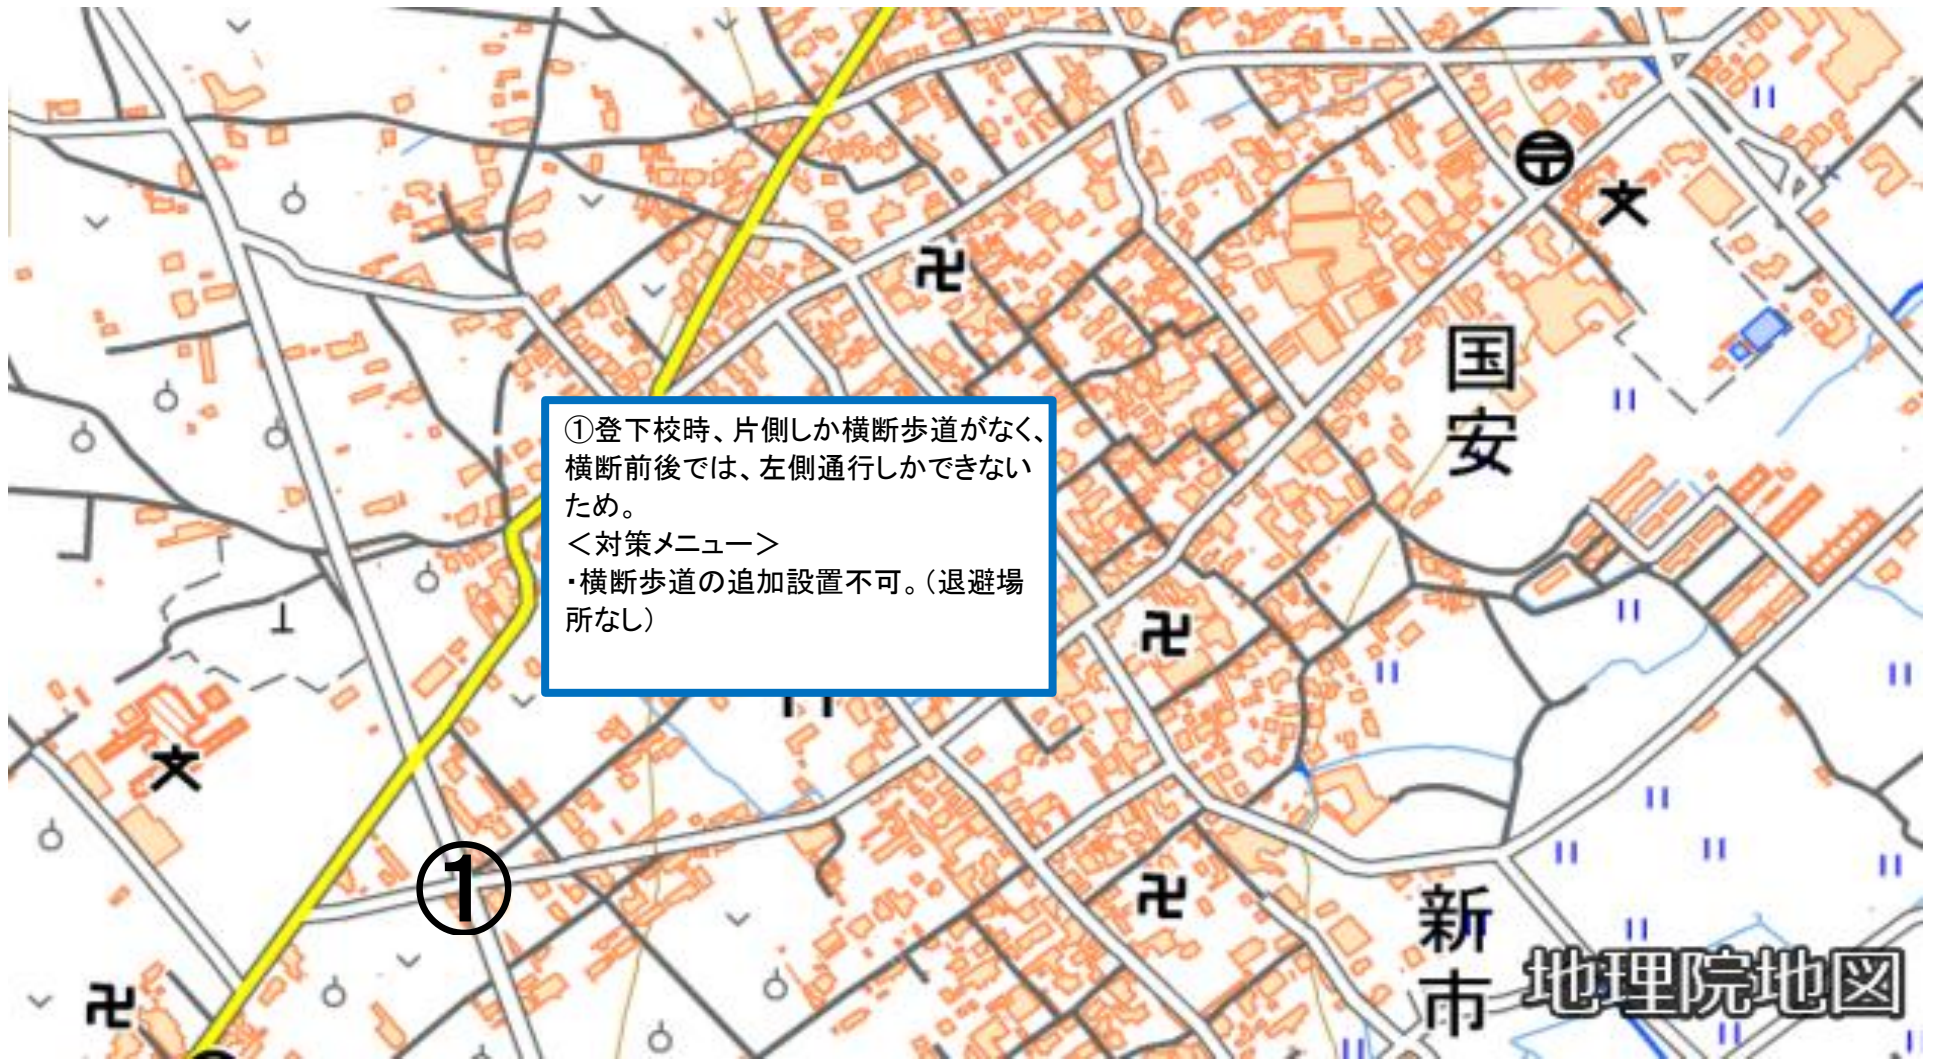 ①登下校時、片側しか横断歩道がなく、
横断前後では、左側通行しかできない
ため。
＜対策メニュー＞
・横断歩道の追加設置不可。（退避場
所なし）
国安
①
新市
地理院地図